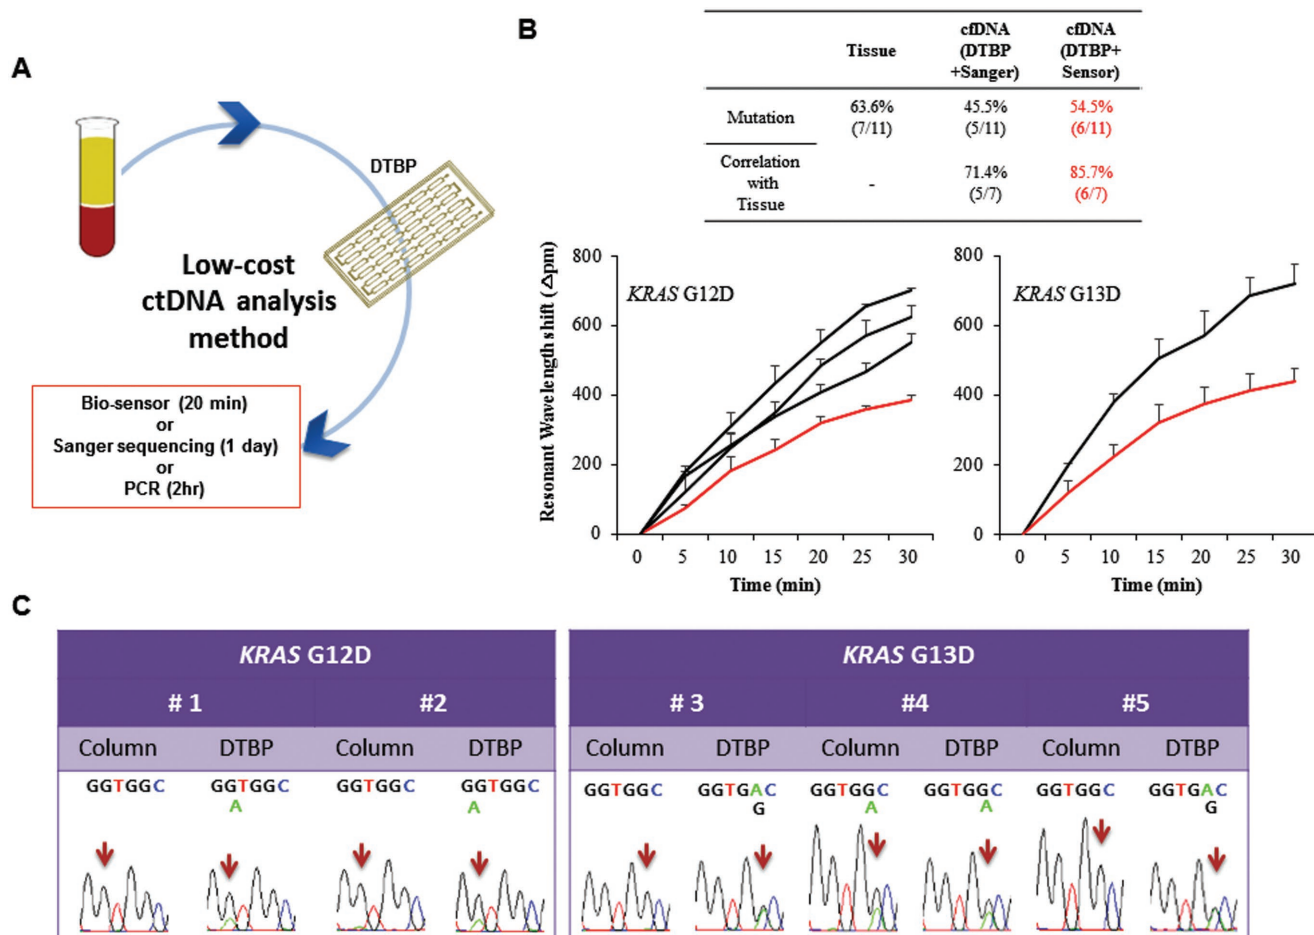 A
DTBP
Low-cost
ctDNA analysis
method
Bio-sensor (20 min)
or
Sanger sequencing (1 day)
or
PCR (2hr)
B
Tissue
cfDNA
(DTBP
+Sanger)
cfDNA
(DTBP+
Sensor)
Mutation
63.6%
(7/11)
45.5%
(5/11)
54.5%
(6/11)
Correlation
with
Tissue
-
71.4%
(5/7)
85.7%
(6/7)
Resonant Wavelength shift (△pm)
KRAS G12D
800
600
400
200
0
0 5 10 15 20 25 30
Time (min)
KRAS G13D
800
600
400
200
0
0 5 10 15 20 25 30
Time (min)
C
KRAS G12D
# 1 #2
Column DTBP Column DTBP
GGTGGC GGTGGC GGTGGC GGTGGC
A A
KRAS G13D
# 3 #4 #5
Column DTBP Column DTBP Column DTBP
GGTGGC GGTGAC GGTGGC GGTGGC GGTGGC GGTGAC
G A A G